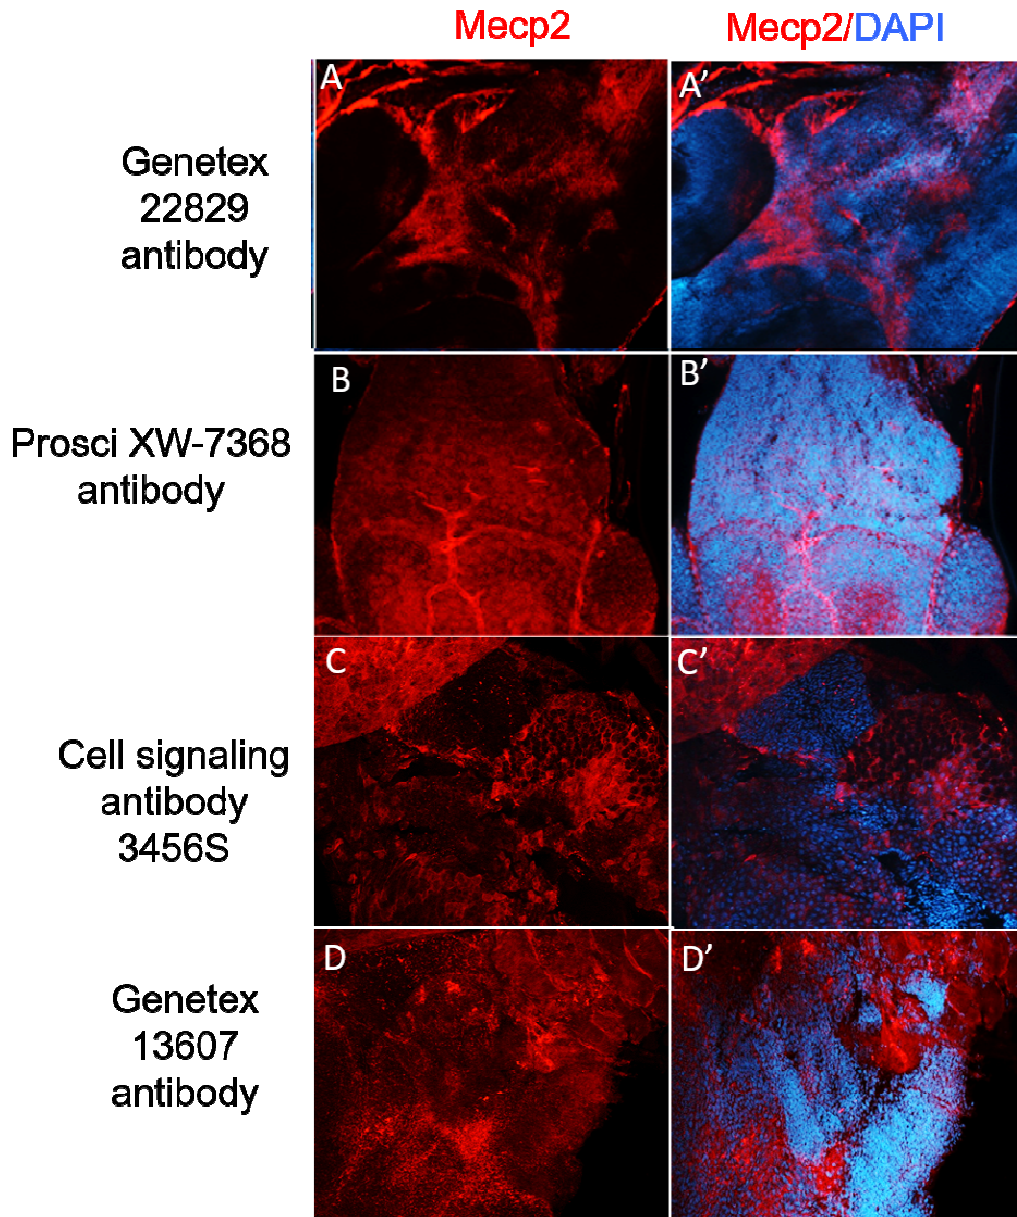 Mecp2
Mecp2/DAPI
A
A’
Genetex
22829
antibody
B
B’
Prosci XW-7368
antibody
C
C’
Cell signaling
antibody
3456S
D
D’
Genetex
13607
antibody